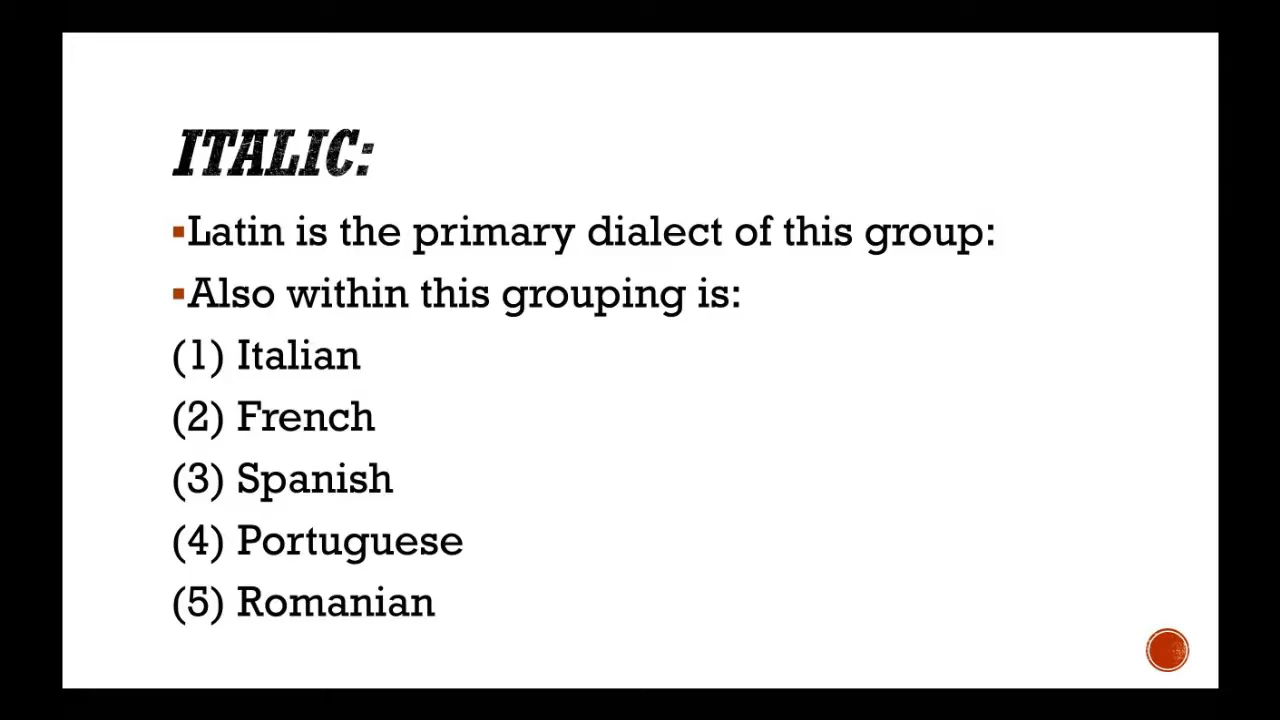 ITALIC:
▪Latin is the primary dialect of this group:
▪Also within this grouping is:
(1) Italian
(2) French
(3) Spanish
(4) Portuguese
(5) Romanian